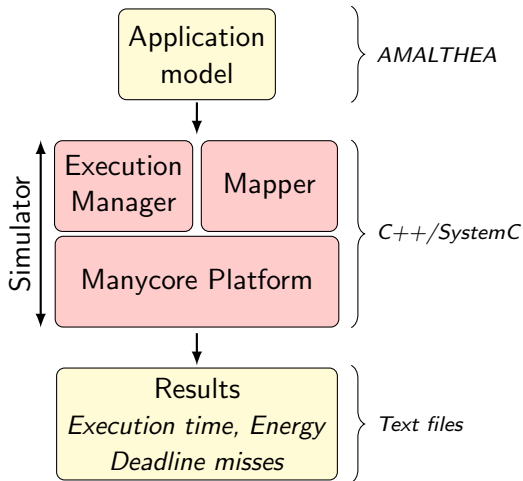 Application
model
AMALTHEA
Simulator
Execution
Manager
Mapper
Manycore Platform
C++/SystemC
Results
Execution time, Energy
Deadline misses
Text files